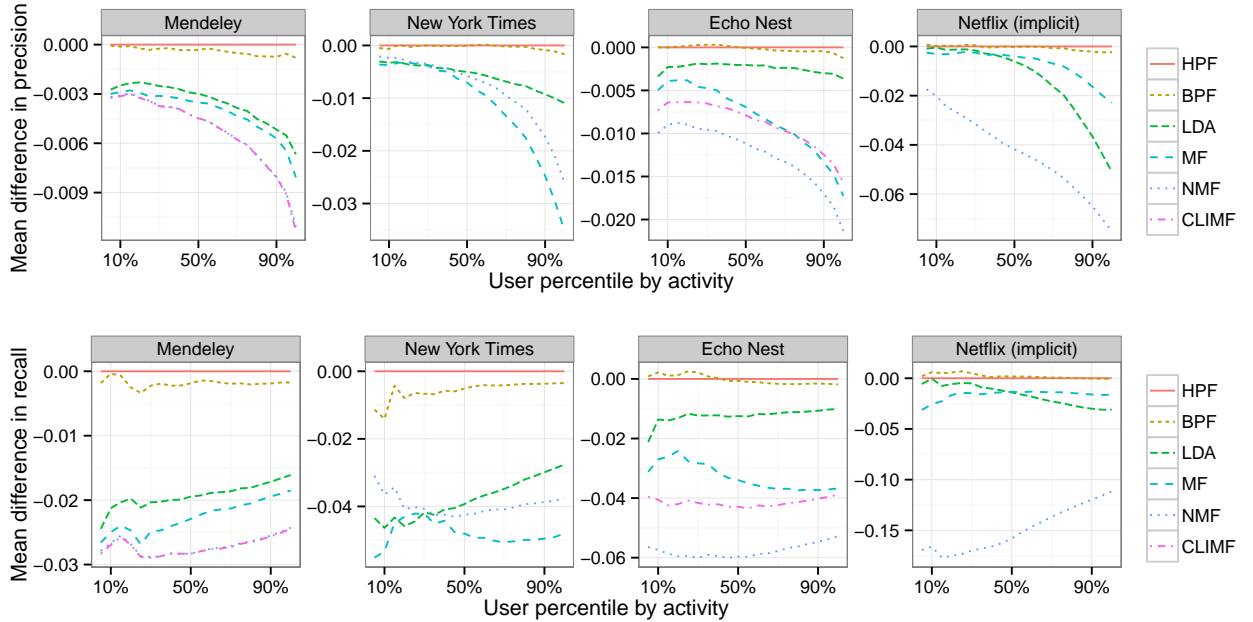 Mendeley
New York Times
Echo Nest
Netflix (implicit)
Mean difference in precision
0.000
−0.003
−0.006
−0.009
0.00
−0.01
−0.02
−0.03
0.000
−0.005
−0.010
−0.015
−0.020
0.00
−0.02
−0.04
−0.06
10% 50% 90%
10% 50% 90%
10% 50% 90%
10% 50% 90%
User percentile by activity
HPF
BPF
LDA
MF
NMF
CLIMF
Mendeley
New York Times
Echo Nest
Netflix (implicit)
Mean difference in recall
0.00
−0.01
−0.02
−0.03
0.00
−0.02
−0.04
0.00
−0.02
−0.04
−0.06
0.00
−0.05
−0.10
−0.15
10% 50% 90%
10% 50% 90%
10% 50% 90%
10% 50% 90%
User percentile by activity
HPF
BPF
LDA
MF
NMF
CLIMF